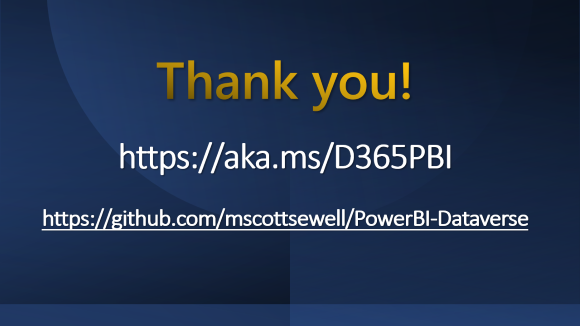 Thank you!
https://aka.ms/D365PBI
https://github.com/mscottsewell/PowerBI-Dataverse